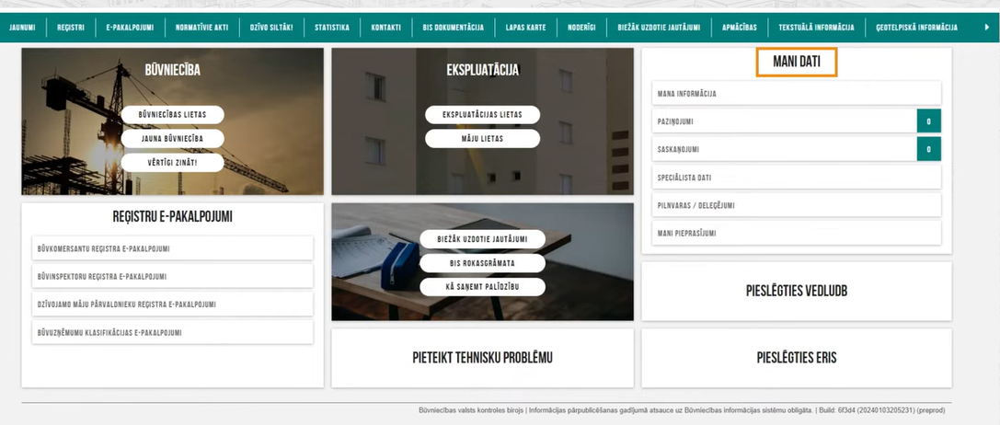 JAUNUMI
REĢISTRI
E-PAKALPOJUMI
NORMATĪVIE AKTI
DZĪVO SILTĀK!
STATISTIKA
KONTAKTI
BIS DOKUMENTĀCIJA
LAPAS KARTE
NODERĪGI
BIEŽĀK UZDOTIE JAUTĀJUMI
APMĀCĪBAS
TEKSTUĀLĀ INFORMĀCIJA
ĢEOTELPISKĀ INFORMĀCIJA
BŪVNIECĪBA
BŪVNIECĪBAS LIETAS
JAUNA BŪVNIECĪBA
VĒRTĪGI ZINĀT!
EKSPLUATĀCIJA
EKSPLUATĀCIJAS LIETAS
MĀJU LIETAS
MANI DATI
MANA INFORMĀCIJA
PAZIŅOJUMI 0
SASKAŅOJUMI 0
SPECIĀLISTA DATI
PILNVARAS / DELEĢĒJUMI
MANI PIEPRASĪJUMI
REĢISTRU E-PAKALPOJUMI
BŪVKOMERSANTU REĢISTRA E-PAKALPOJUMI
BŪVINSPEKTORU REĢISTRA E-PAKALPOJUMI
DZĪVOJAMO MĀJU PĀRVALDNIEKU REĢISTRA E-PAKALPOJUMI
BŪVUZŅĒMUMU KLASIFIKĀCIJAS E-PAKALPOJUMI
BIEŽĀK UZDOTIE JAUTĀJUMI
BIS ROKASGRĀMATA
KĀ SAŅEMT PALĪDZĪBU
PIETEIKT TEHNISKU PROBLĒMU
PIESLĒGTIES VEDLUDB
PIESLĒGTIES ERIS
Būvniecības valsts kontroles birojs | Informācijas pārpublicēšanas gadījumā atsauce uz Būvniecības informācijas sistēmu obligāta. | Build: 6f3d4 (20240103205231) (preprod)